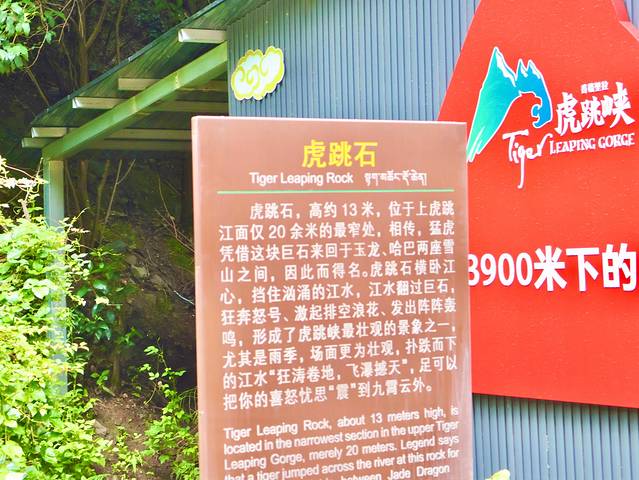 虎跳石
Tiger Leaping Rock
虎跳石，高约 13 米，位于上虎跳
江面仅 20 余米的最窄处，相传，猛虎
凭借这块巨石来回于玉龙、哈巴两座雪
山之间，因此而得名。虎跳石横卧江
心，挡住汹涌的江水，江水翻过巨石，
狂奔怒号、激起排空浪花、发出阵阵轰
鸣，形成了虎跳峡最壮观的景象之一，
尤其是雨季，场面更为壮观，扑跌而下
的江水“狂涛卷地，飞瀑撼天”，足可以
把你的喜怒忧思“震”到九霄云外。
Tiger Leaping Rock, about 13 meters high, is
located in the narrowest section in the upper Tiger
Leaping Gorge, merely 20 meters. Legend says
that a tiger jumped across the river at this rock for
between Jade Dragon
香格里拉
虎跳峡
Tiger LEAPING GORGE
3900米下的